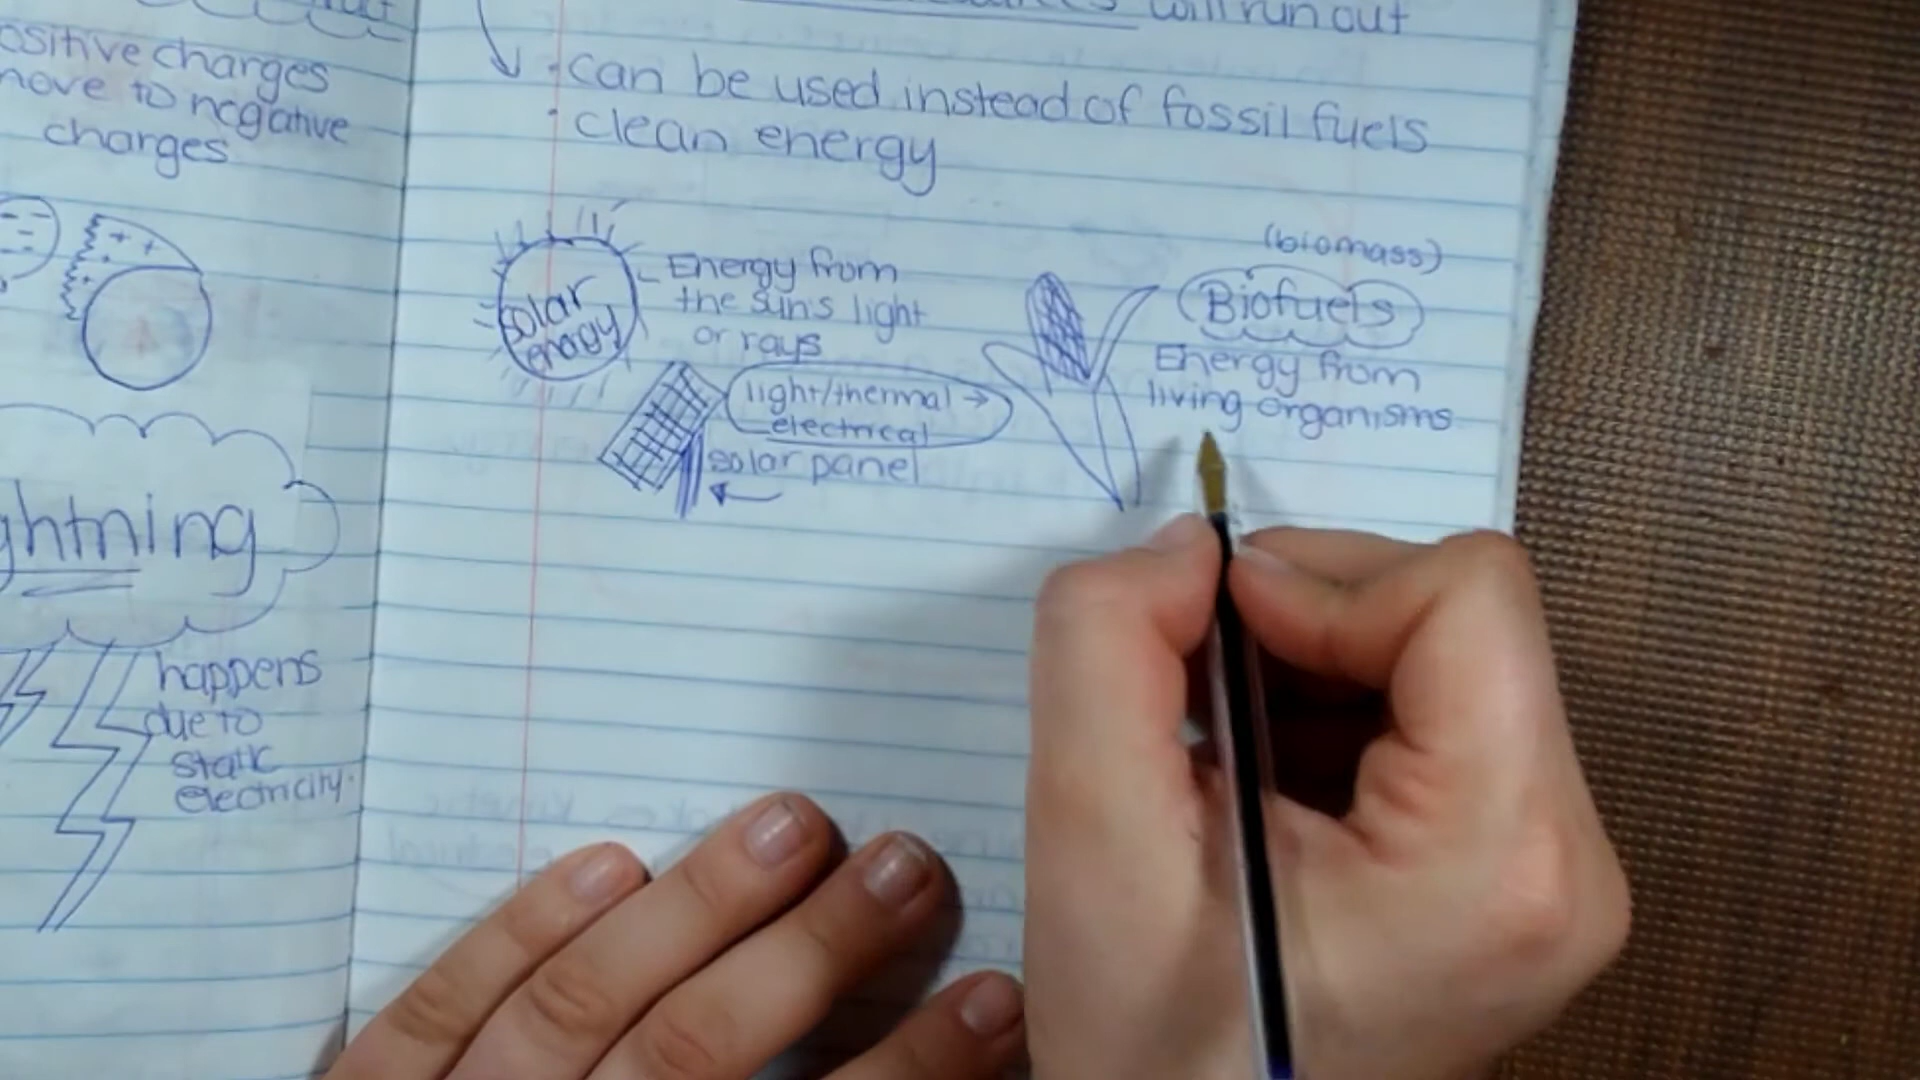 ositive charges
move to negative
charges
ghtning
happens
due to
static
electricity.
will run out
· can be used instead of fossil fuels
· clean energy
solar
energy
- Energy from
the sun's light
or rays
light/thermal →
electrical
solar panel
(biomass)
Biofuels
Energy from
living organisms